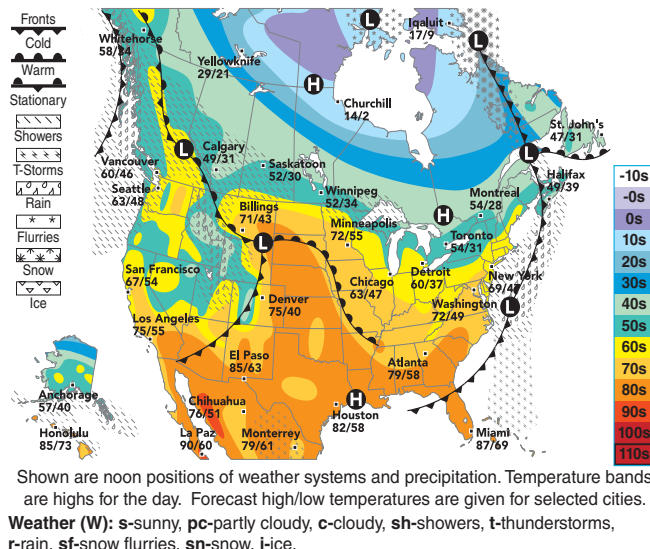 Fronts
Cold
Warm
Stationary
Showers
T-Storms
Rain
Flurries
Snow
Ice
Whitehorse
58/34
Yellowknife
29/21
Iqaluit
17/9
L
L
H
Churchill
14/2
St. John's
47/31
Calgary
49/31
L
Saskatoon
52/30
L
Vancouver
60/46
Seattle
63/48
Winnipeg
52/34
Halifax
49/39
Montreal
54/28
H
Billings
71/43
Minneapolis
72/55
Toronto
54/31
L
San Francisco
67/54
Denver
75/40
Chicago
63/47
Detroit
60/37
New York
Washington
72/49
L
Los Angeles
75/55
El Paso
85/63
Atlanta
79/58
Anchorage
57/40
Chihuahua
76/51
H
Houston
82/58
Honolulu
85/73
La Paz
90/60
Monterrey
79/61
Miami
87/69
-10s
-0s
0s
10s
20s
30s
40s
50s
60s
70s
80s
90s
100s
110s
Shown are noon positions of weather systems and precipitation. Temperature bands
are highs for the day. Forecast high/low temperatures are given for selected cities.
Weather (W): s-sunny, pc-partly cloudy, c-cloudy, sh-showers, t-thunderstorms,
r-rain, sf-snow flurries, sn-snow, i-ice.